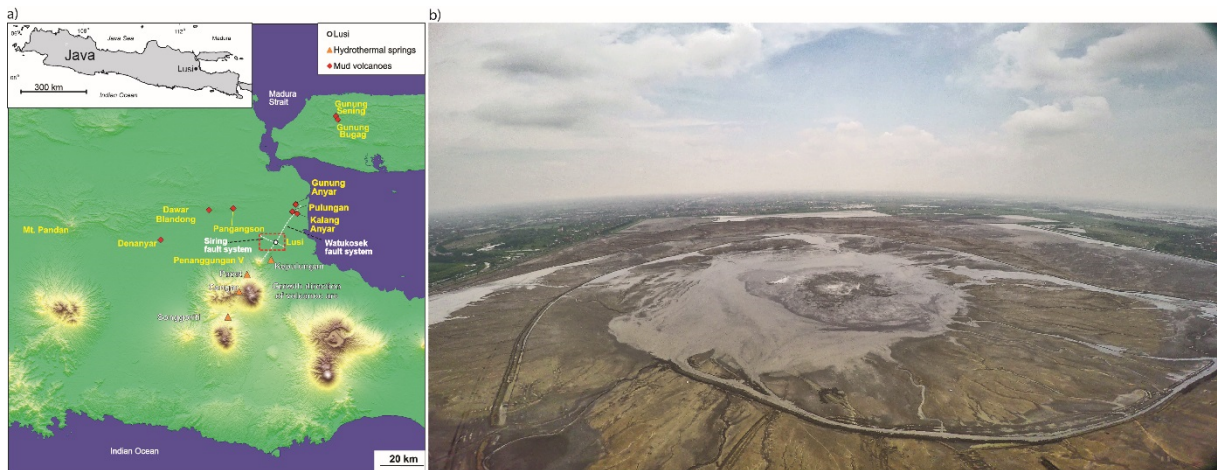 a)
b)
108°
Java Sea
112°
Madura
Java
Lusi
300 km
Indian Ocean
Lusi
Hydrothermal springs
Mud volcanoes
Madura
Strait
Gunung
Sening
Gunung
Bugag
Gunung
Anyar
Dawar
Blandong
Pulungan
Mt. Pandan
Pangangson
Kalang
Anyar
Denanyar
Siring
fault system
Lusi
Watukosek
fault system
Penanggungan V
Indian Ocean
20 km